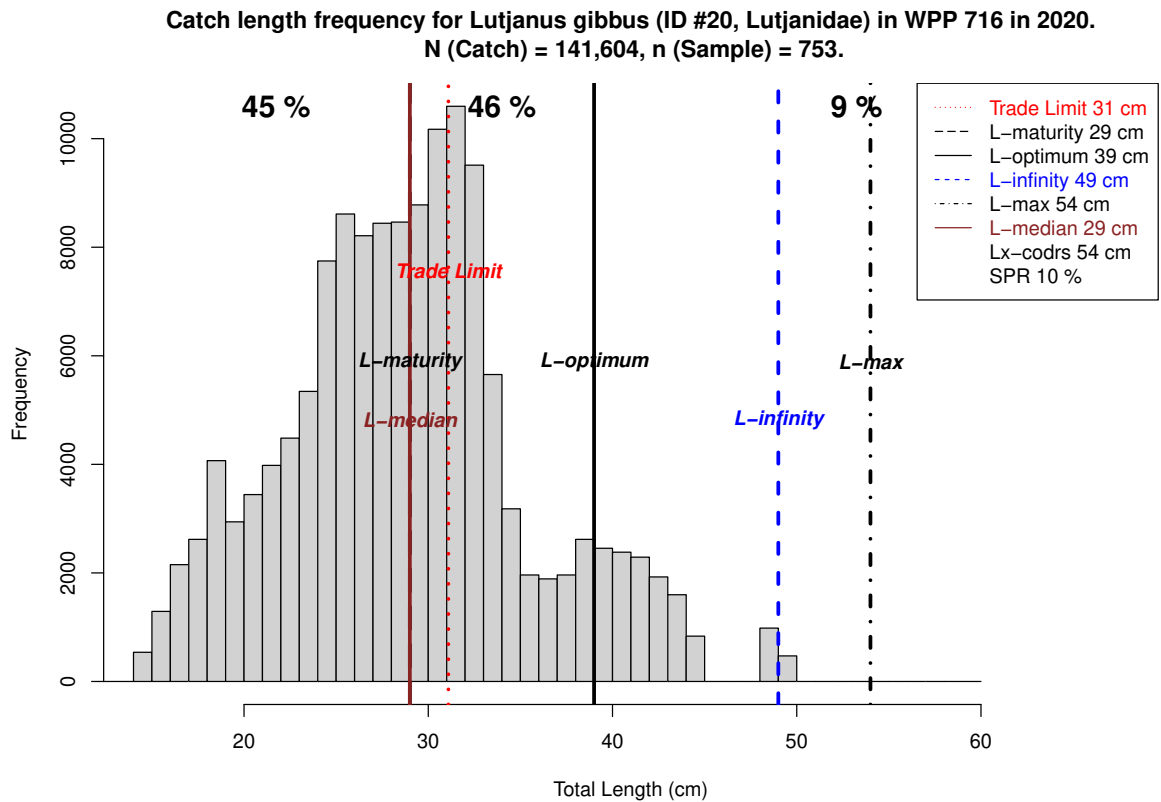 Catch length frequency for Lutjanus gibbus (ID #20, Lutjanidae) in WPP 716 in 2020.
N (Catch) = 141,604, n (Sample) = 753.
45 %
46 %
9 %
Trade Limit 31 cm
L−maturity 29 cm
L−optimum 39 cm
L−infinity 49 cm
L−max 54 cm
L−median 29 cm
Lx−codrs 54 cm
SPR 10 %
Trade Limit
L−maturity
L−optimum
L−max
L−median
L−infinity
Frequency
10000
8000
6000
4000
2000
0
20
30
40
50
60
Total Length (cm)